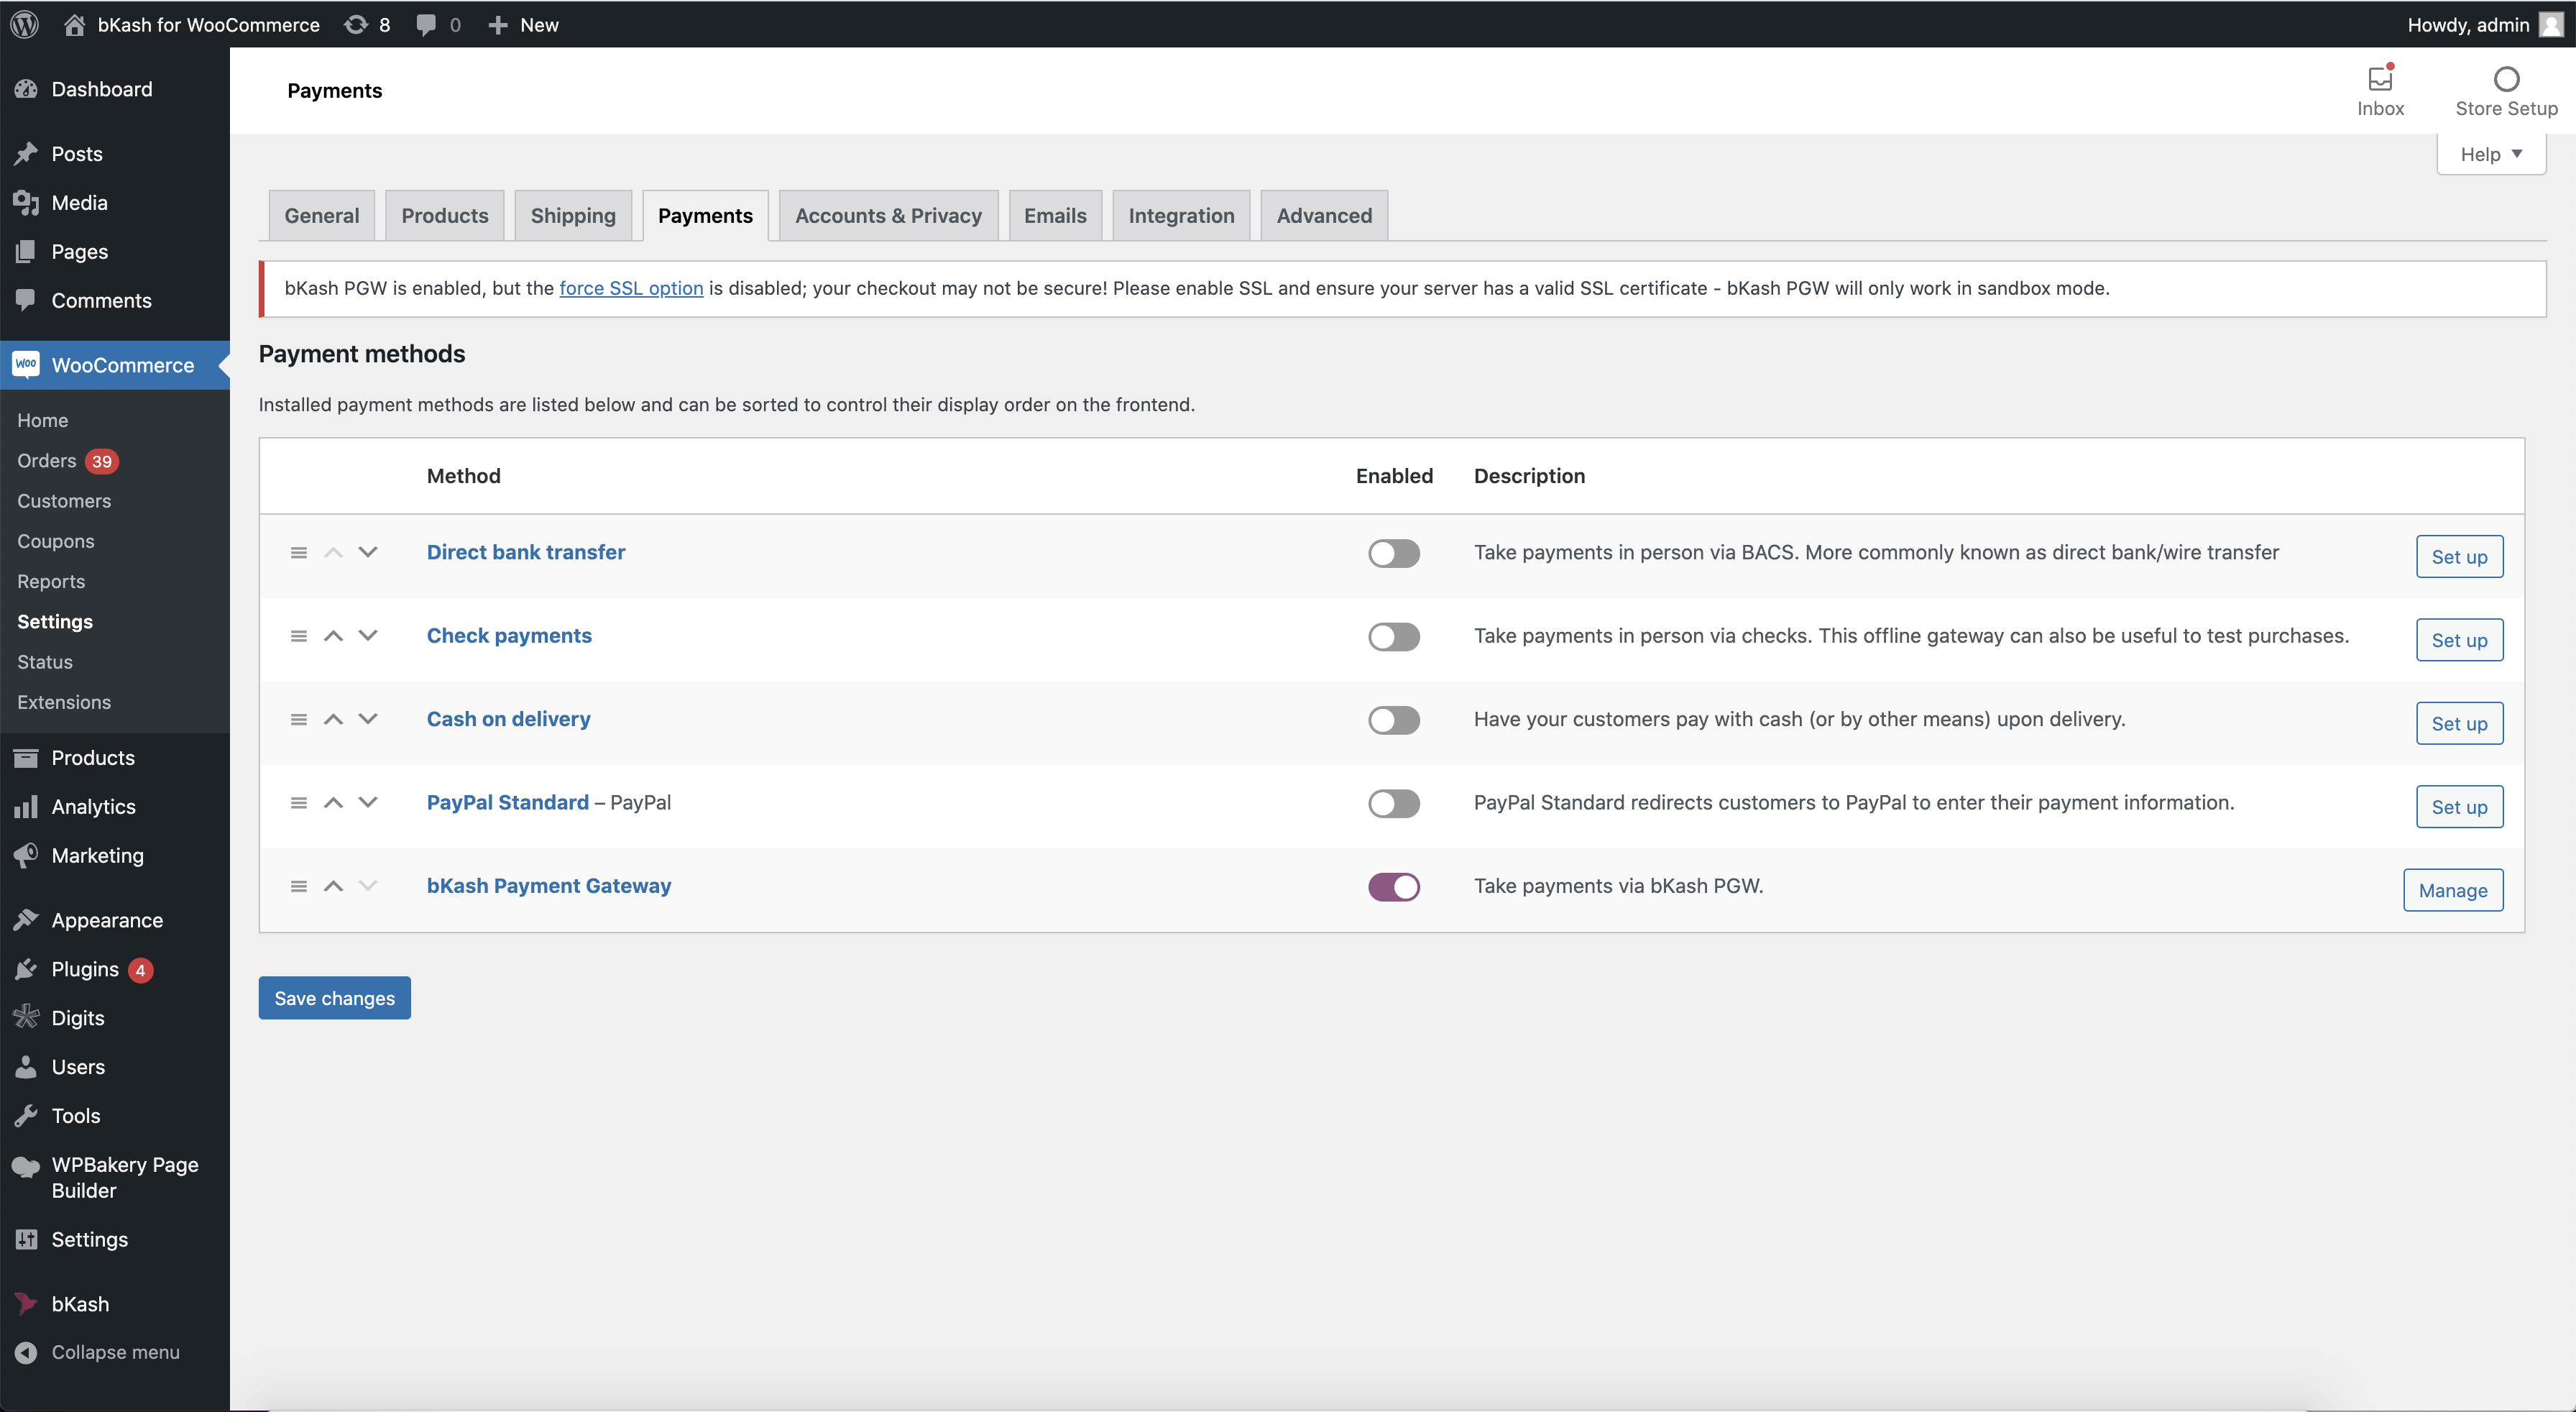 bKash for WooCommerce 8 0 New Howdy, admin
Dashboard
Posts
Media
Pages
Comments
Woo WooCommerce
Home
Orders 39
Customers
Coupons
Reports
Settings
Status
Extensions
Products
Analytics
Marketing
Appearance
Plugins 4
Digits
Users
Tools
WPBakery Page
Builder
Settings
bKash
Collapse menu
Payments
Inbox
Store Setup
Help
General Products Shipping Payments Accounts & Privacy Emails Integration Advanced
bKash PGW is enabled, but the force SSL option is disabled; your checkout may not be secure! Please enable SSL and ensure your server has a valid SSL certificate - bKash PGW will only work in sandbox mode.
Payment methods
Installed payment methods are listed below and can be sorted to control their display order on the frontend.
Method Enabled Description
Direct bank transfer Take payments in person via BACS. More commonly known as direct bank/wire transfer Set up
Check payments Take payments in person via checks. This offline gateway can also be useful to test purchases. Set up
Cash on delivery Have your customers pay with cash (or by other means) upon delivery. Set up
PayPal Standard – PayPal PayPal Standard redirects customers to PayPal to enter their payment information. Set up
bKash Payment Gateway Take payments via bKash PGW. Manage
Save changes